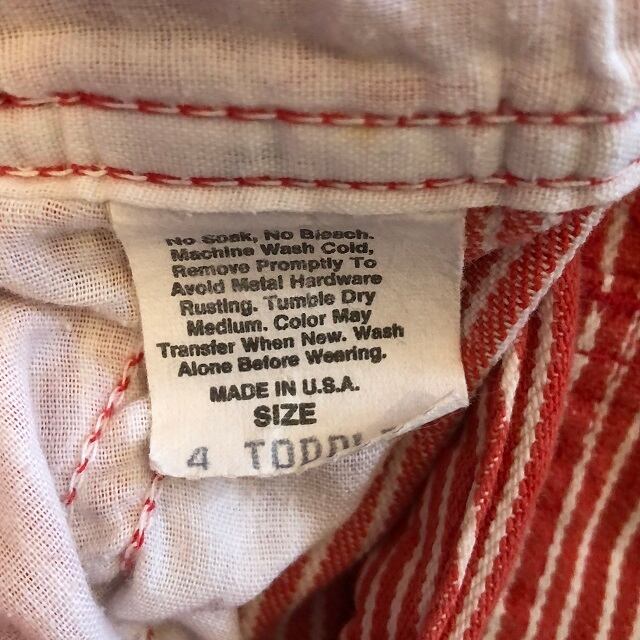 No Soak, No Bleach.
Machine Wash Cold,
Remove Promptly To
Avoid Metal Hardware
Rusting. Tumble Dry
Medium. Color May
Transfer When New. Wash
Alone Before Wearing.
MADE IN U.S.A.
SIZE
4